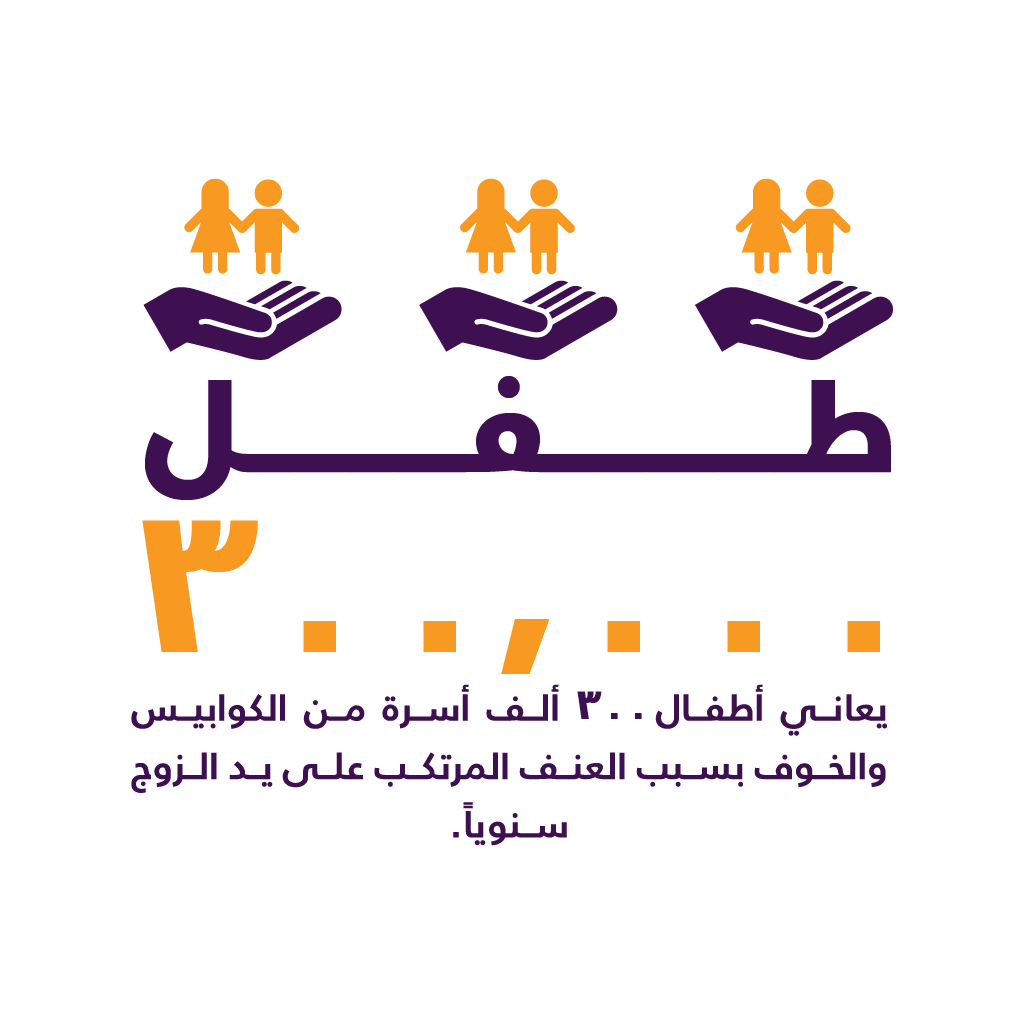 طفل
٣٠٠,٠٠٠
يعاني أطفال ٣٠٠ ألف أسرة من الكوابيس
والخوف بسبب العنف المرتكب على يد الزوج
سنوياً.